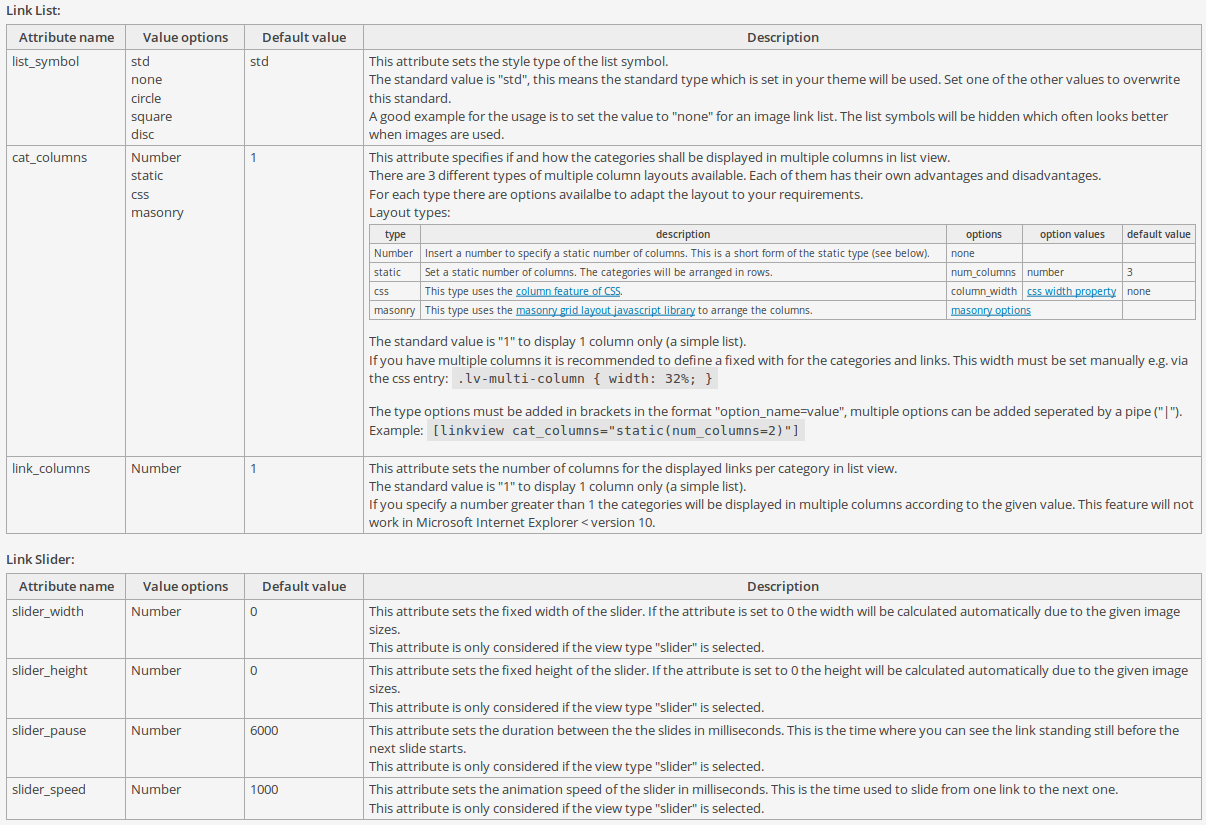 Link List:
Attribute name Value options Default value Description
list_symbol std std This attribute sets the style type of the list symbol.
none The standard value is "std", this means the standard type which is set in your theme will be used. Set one of the other values to overwrite
circle this standard.
square A good example for the usage is to set the value to "none" for an image link list. The list symbols will be hidden which often looks better
disc when images are used.
cat_columns Number 1 This attribute specifies if and how the categories shall be displayed in multiple columns in list view.
static There are 3 different types of multiple column layouts available. Each of them has their own advantages and disadvantages.
css For each type there are options availalbe to adapt the layout to your requirements.
masonry Layout types:
type description options option values default value
Number Insert a number to specify a static number of columns. This is a short form of the static type (see below). none
static Set a static number of columns. The categories will be arranged in rows. num_columns number 3
css This type uses the column feature of CSS. column_width css width property none
masonry This type uses the masonry grid layout javascript library to arrange the columns. masonry options
The standard value is "1" to display 1 column only (a simple list).
If you have multiple columns it is recommended to define a fixed with for the categories and links. This width must be set manually e.g. via
the css entry: .lv-multi-column { width: 32%; }
The type options must be added in brackets in the format "option_name=value", multiple options can be added seperated by a pipe ("|").
Example: [linkview cat_columns="static(num_columns=2)"]
link_columns Number 1 This attribute sets the number of columns for the displayed links per category in list view.
The standard value is "1" to display 1 column only (a simple list).
If you specify a number greater than 1 the categories will be displayed in multiple columns according to the given value. This feature will not
work in Microsoft Internet Explorer < version 10.
Link Slider:
Attribute name Value options Default value Description
slider_width Number 0 This attribute sets the fixed width of the slider. If the attribute is set to 0 the width will be calculated automatically due to the given image
sizes.
This attribute is only considered if the view type "slider" is selected.
slider_height Number 0 This attribute sets the fixed height of the slider. If the attribute is set to 0 the height will be calculated automatically due to the given image
sizes.
This attribute is only considered if the view type "slider" is selected.
slider_pause Number 6000 This attribute sets the duration between the the slides in milliseconds. This is the time where you can see the link standing still before the
next slide starts.
This attribute is only considered if the view type "slider" is selected.
slider_speed Number 1000 This attribute sets the animation speed of the slider in milliseconds. This is the time used to slide from one link to the next one.
This attribute is only considered if the view type "slider" is selected.